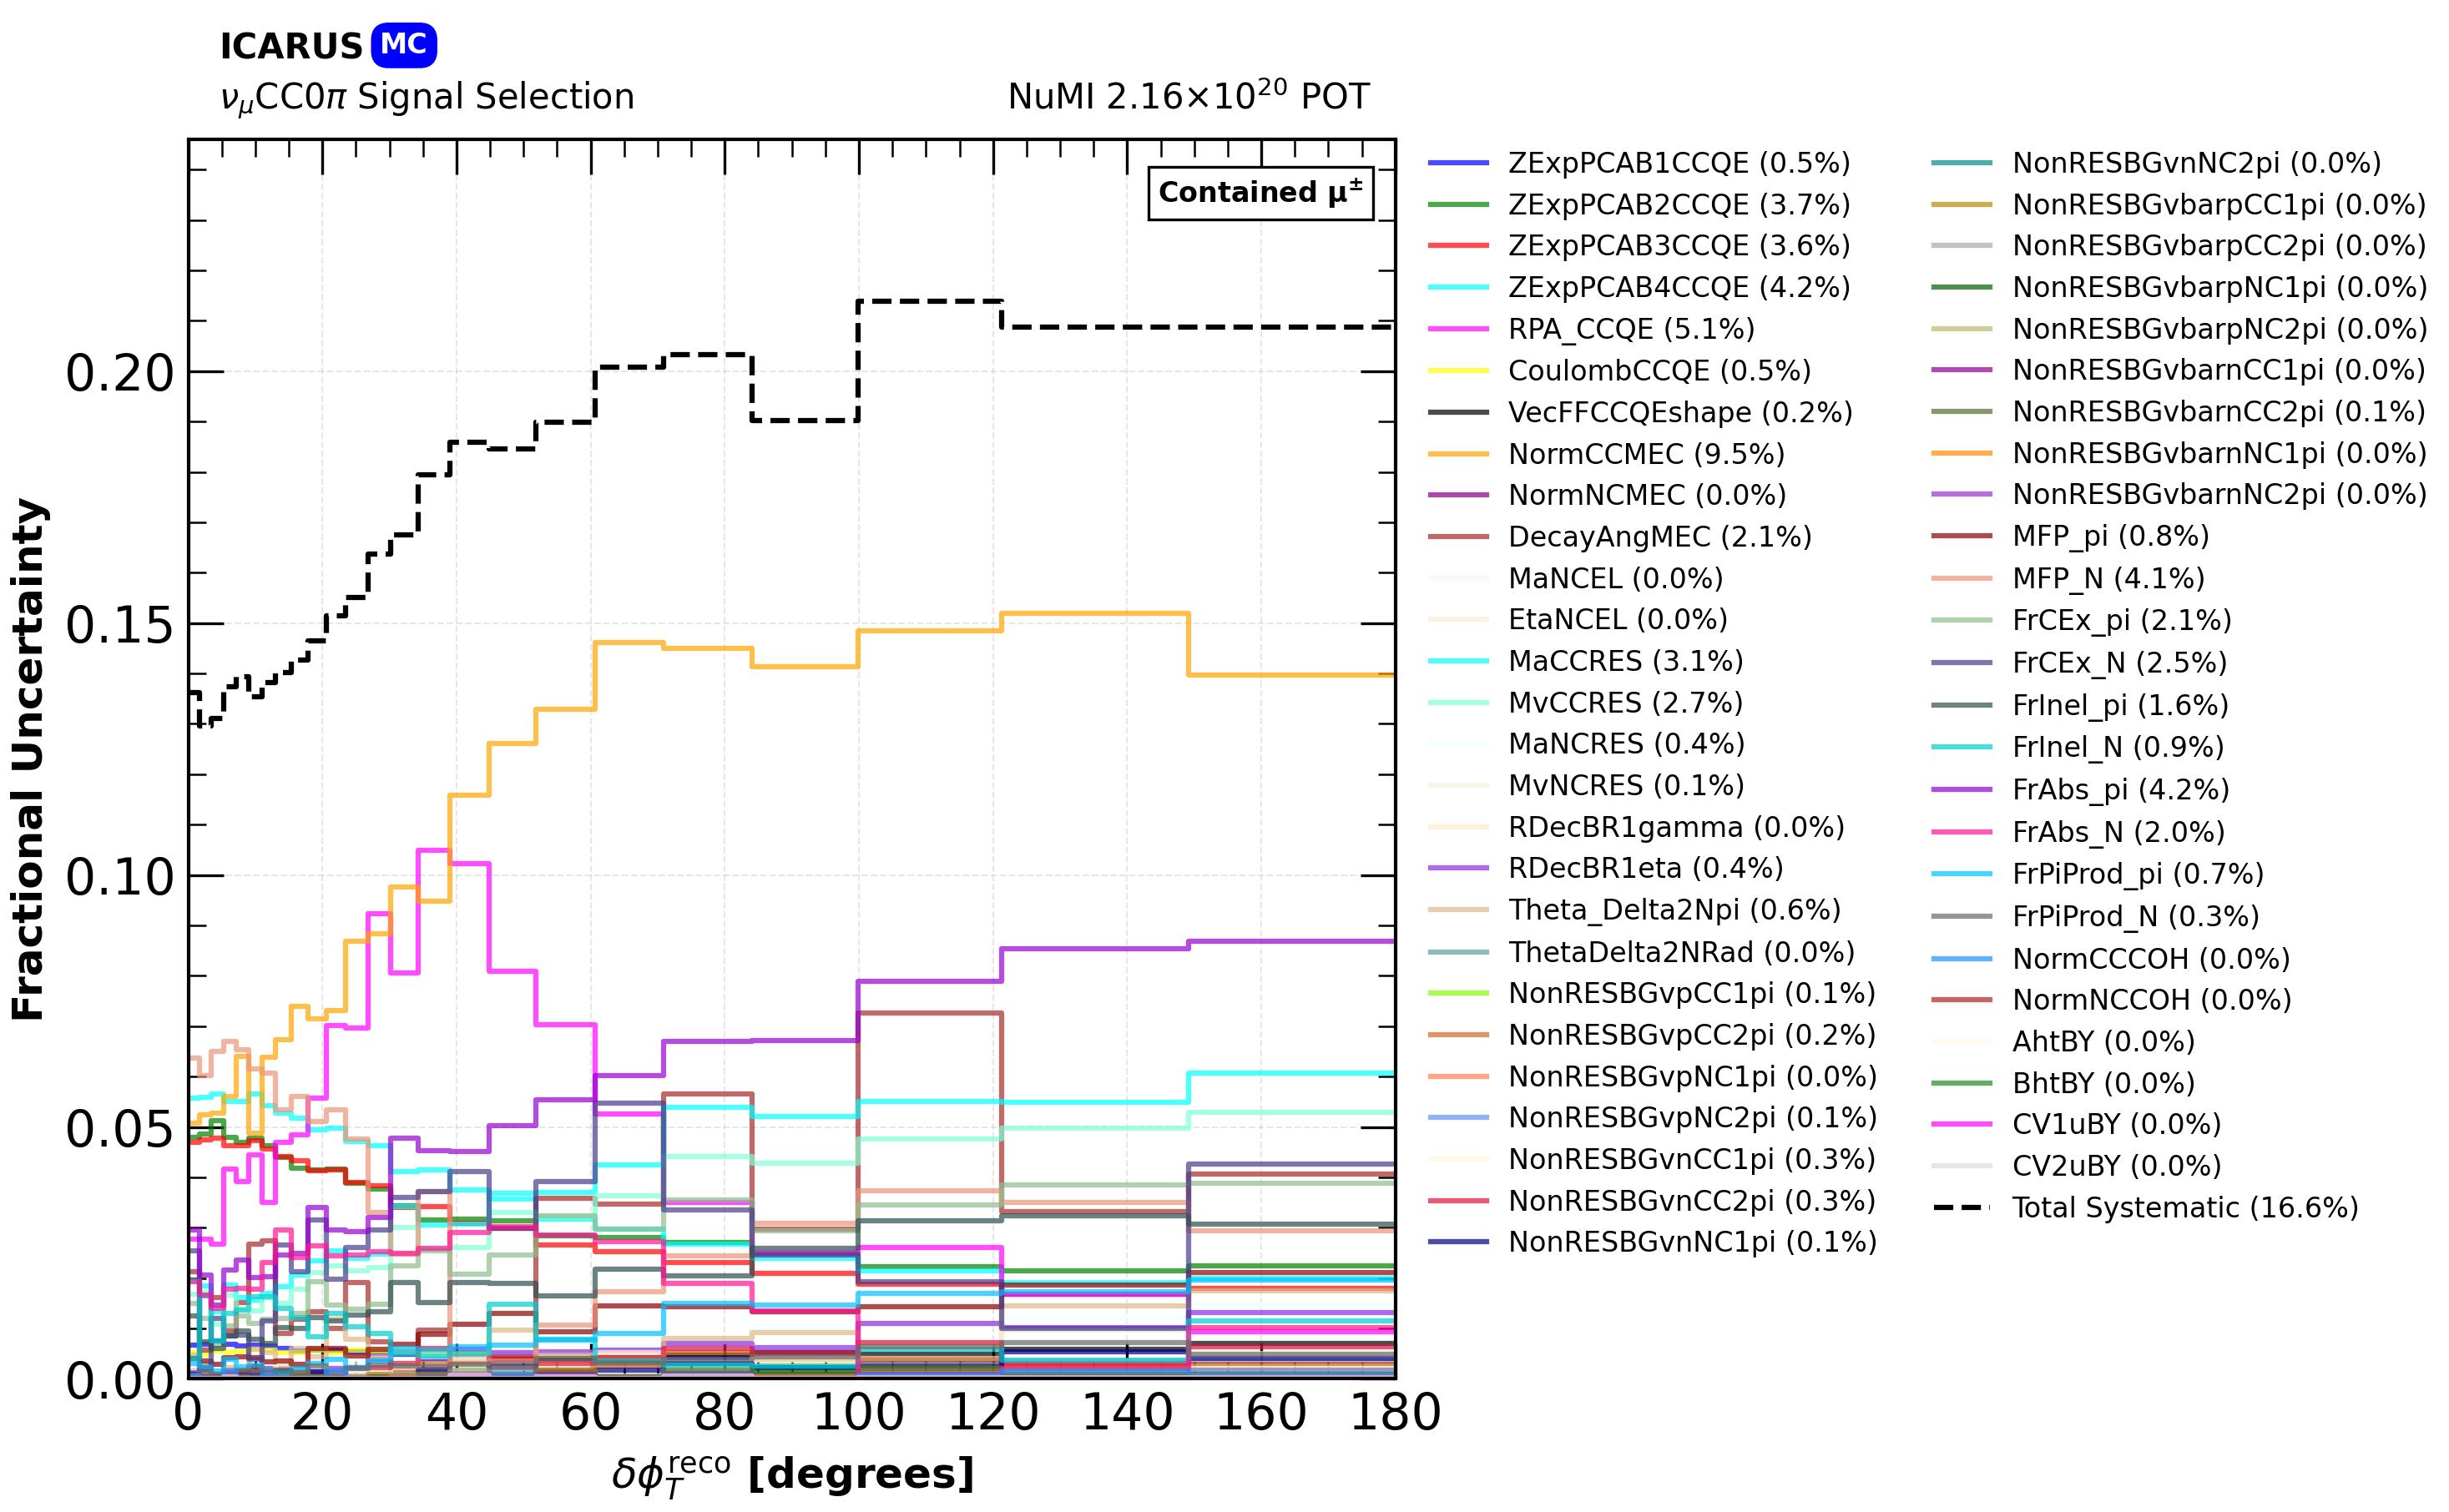 ICARUS MC
νμCC0π Signal Selection
NuMI 2.16×10²⁰ POT
Contained μ±
Fractional Uncertainty
0.20
0.15
0.10
0.05
0.00
0 20 40 60 80 100 120 140 160 180
δϕ_T^reco [degrees]
ZExpPCAB1CCQE (0.5%)
ZExpPCAB2CCQE (3.7%)
ZExpPCAB3CCQE (3.6%)
ZExpPCAB4CCQE (4.2%)
RPA_CCQE (5.1%)
CoulombCCQE (0.5%)
VecFFCCQEshape (0.2%)
NormCCMEC (9.5%)
NormNCMEC (0.0%)
DecayAngMEC (2.1%)
MaNCEL (0.0%)
EtaNCEL (0.0%)
MaCCRES (3.1%)
MvCCRES (2.7%)
MaNCRES (0.4%)
MvNCRES (0.1%)
RDecBR1gamma (0.0%)
RDecBR1eta (0.4%)
Theta_Delta2Npi (0.6%)
ThetaDelta2NRad (0.0%)
NonRESBGvpCC1pi (0.1%)
NonRESBGvpCC2pi (0.2%)
NonRESBGvpNC1pi (0.0%)
NonRESBGvpNC2pi (0.1%)
NonRESBGvnCC1pi (0.3%)
NonRESBGvnCC2pi (0.3%)
NonRESBGvnNC1pi (0.1%)
NonRESBGvnNC2pi (0.0%)
NonRESBGvbarpCC1pi (0.0%)
NonRESBGvbarpCC2pi (0.0%)
NonRESBGvbarpNC1pi (0.0%)
NonRESBGvbarpNC2pi (0.0%)
NonRESBGvbarnCC1pi (0.0%)
NonRESBGvbarnCC2pi (0.1%)
NonRESBGvbarnNC1pi (0.0%)
NonRESBGvbarnNC2pi (0.0%)
MFP_pi (0.8%)
MFP_N (4.1%)
FrCEx_pi (2.1%)
FrCEx_N (2.5%)
FrInel_pi (1.6%)
FrInel_N (0.9%)
FrAbs_pi (4.2%)
FrAbs_N (2.0%)
FrPiProd_pi (0.7%)
FrPiProd_N (0.3%)
NormCCCOH (0.0%)
NormNCCOH (0.0%)
AhtBY (0.0%)
BhtBY (0.0%)
CV1uBY (0.0%)
CV2uBY (0.0%)
Total Systematic (16.6%)